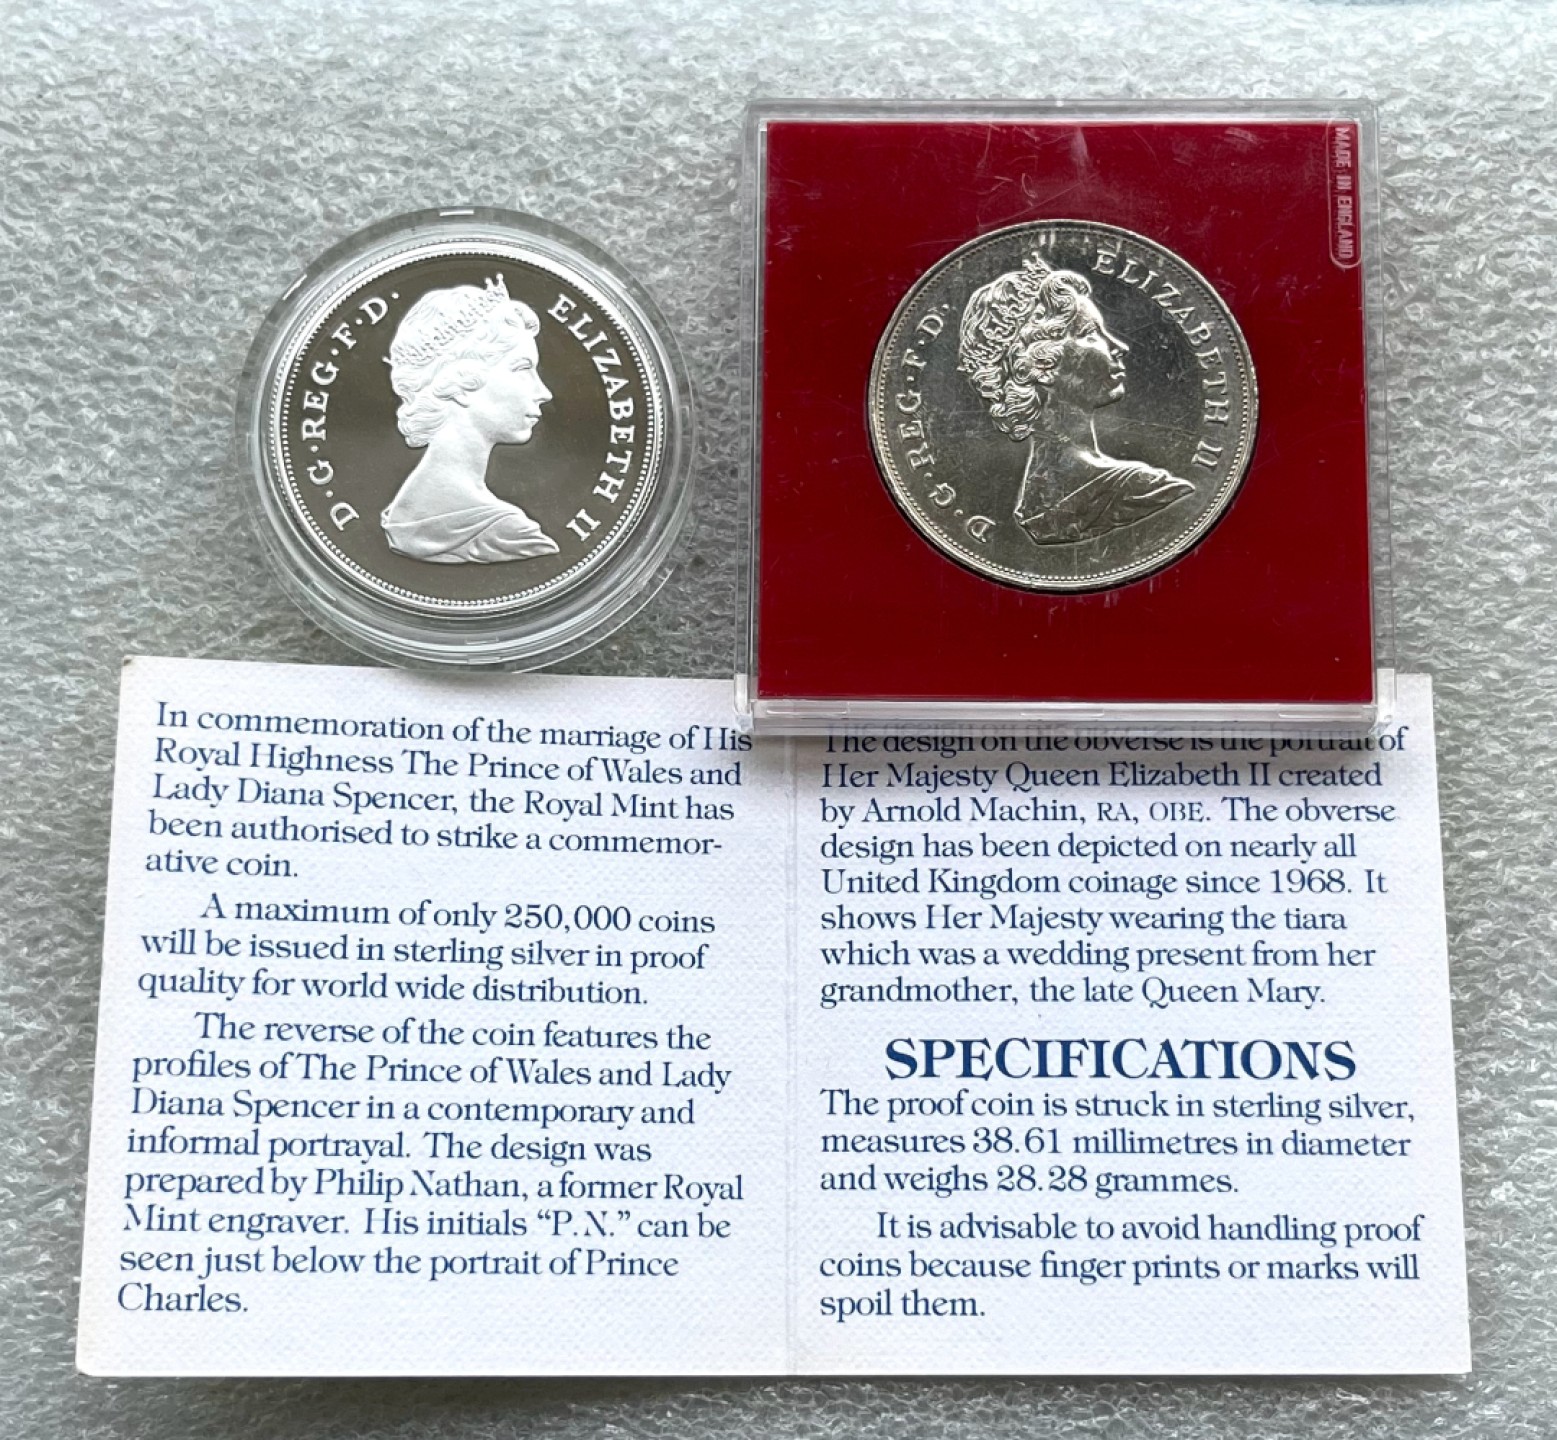 D·G·REG·F·D· ELIZABETH II
MADE IN ENGLAND
D·G·REG·F·D· ELIZABETH II
In commemoration of the marriage of His
Royal Highness The Prince of Wales and
Lady Diana Spencer, the Royal Mint has
been authorised to strike a commemor-
ative coin.
A maximum of only 250,000 coins
will be issued in sterling silver in proof
quality for world wide distribution.
The reverse of the coin features the
profiles of The Prince of Wales and Lady
Diana Spencer in a contemporary and
informal portrayal. The design was
prepared by Philip Nathan, a former Royal
Mint engraver. His initials “P.N.” can be
seen just below the portrait of Prince
Charles.
The design on the obverse is the portrait of
Her Majesty Queen Elizabeth II created
by Arnold Machin, RA, OBE. The obverse
design has been depicted on nearly all
United Kingdom coinage since 1968. It
shows Her Majesty wearing the tiara
which was a wedding present from her
grandmother, the late Queen Mary.
SPECIFICATIONS
The proof coin is struck in sterling silver,
measures 38.61 millimetres in diameter
and weighs 28.28 grammes.
It is advisable to avoid handling proof
coins because finger prints or marks will
spoil them.